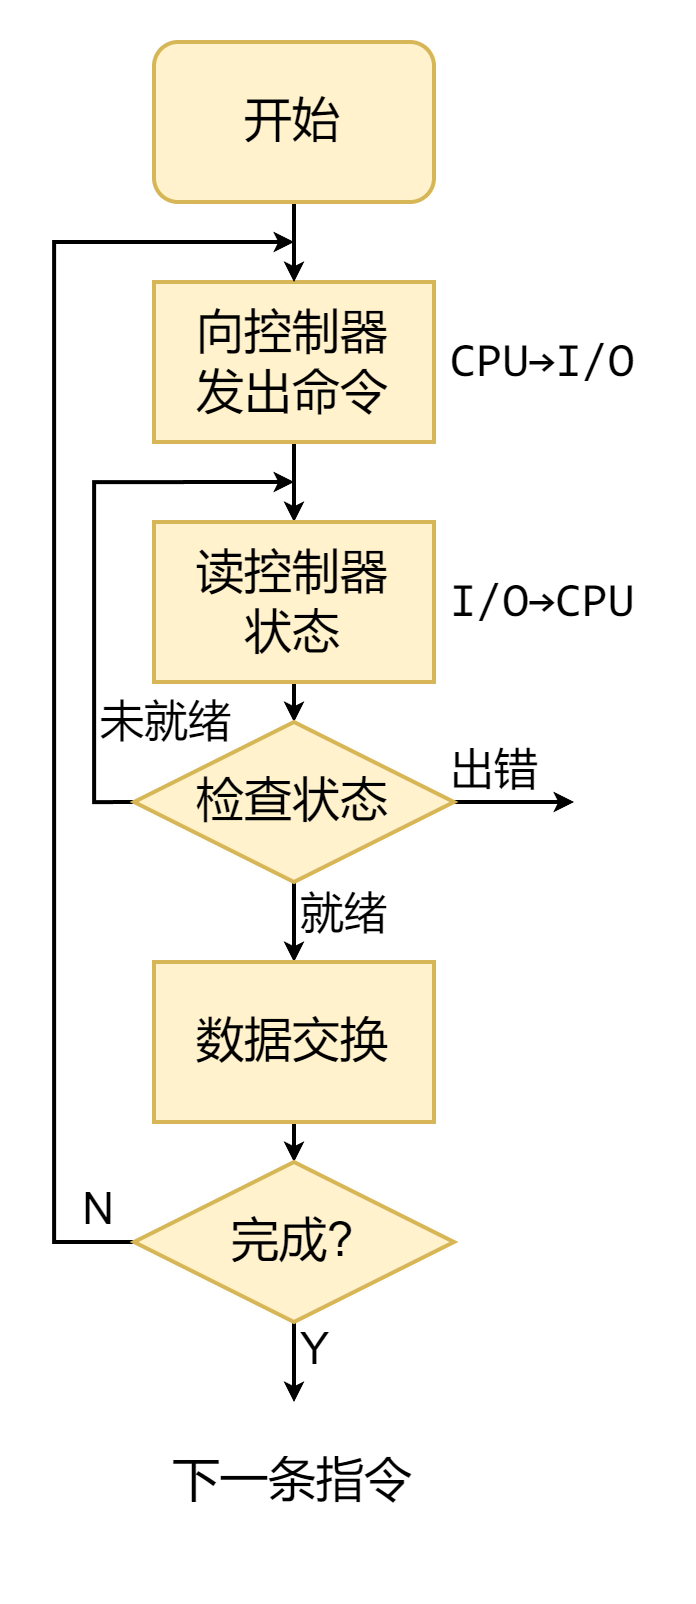 开始
向控制器
发出命令
CPU→I/O
读控制器
状态
I/O→CPU
未就绪
检查状态
出错
就绪
数据交换
N
完成?
Y
下一条指令